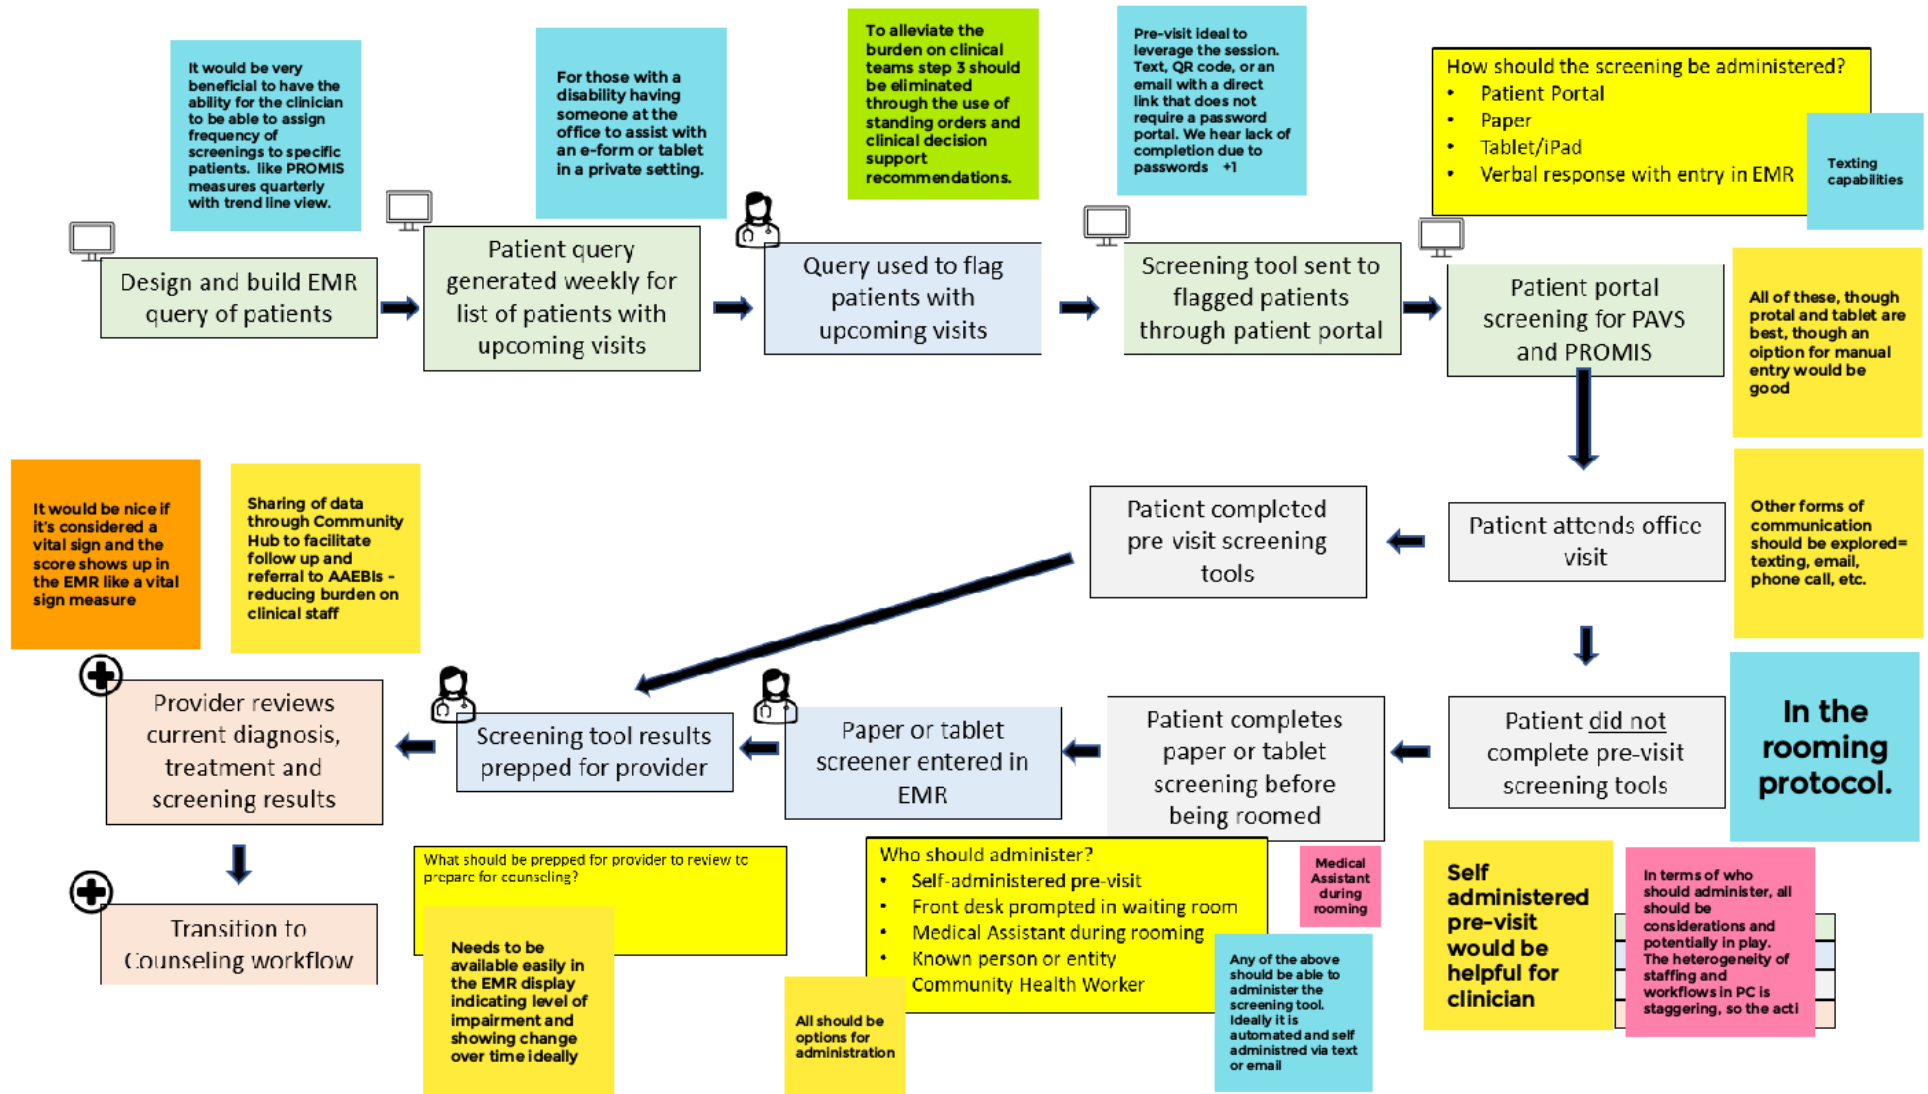 It would be very
beneficial to have the
ability for the clinician
to be able to assign
frequency of
screenings to specific
patients. like PROMIS
measures quarterly
with trend line view.
For those with a
disability having
someone at the
office to assist with
an e-form or tablet
in a private setting.
To alleviate the
burden on clinical
teams step 3 should
be eliminated
through the use of
standing orders and
clinical decision
support
recommendations.
Pre-visit ideal to
leverage the session.
Text, QR code, or an
email with a direct
link that does not
require a password
portal. We hear lack of
completion due to
passwords +1
How should the screening be administered?
• Patient Portal
• Paper
• Tablet/iPad
• Verbal response with entry in EMR
Texting
capabilities
Design and build EMR
query of patients
Patient query
generated weekly for
list of patients with
upcoming visits
Query used to flag
patients with
upcoming visits
Screening tool sent to
flagged patients
through patient portal
Patient portal
screening for PAVS
and PROMIS
All of these, though
protal and tablet are
best, though an
oiption for manual
entry would be
good
It would be nice if
it's considered a
vital sign and the
score shows up in
the EMR like a vital
sign measure
Sharing of data
through Community
Hub to facilitate
follow up and
referral to AAEBIs -
reducing burden on
clinical staff
Patient completed
pre visit screening
tools
Patient attends office
visit
Other forms of
communication
should be explored=
texting, email,
phone call, etc.
Provider reviews
current diagnosis,
treatment and
screening results
Screening tool results
prepped for provider
Paper or tablet
screener entered in
EMR
Patient completes
paper or tablet
screening before
being roomed
Patient did not
complete pre-visit
screening tools
In the
rooming
protocol.
Transition to
Counseling workflow
What should be prepped for provider to review to
prepare for counseling?
Needs to be
available easily in
the EMR display
indicating level of
impairment and
showing change
over time ideally
Who should administer?
• Self-administered pre-visit
• Front desk prompted in waiting room
• Medical Assistant during rooming
• Known person or entity
Community Health Worker
All should be
options for
administration
Medical
Assistant
during
rooming
Any of the above
should be able to
administer the
screening tool.
Ideally it is
automated and self
administred via text
or email
Self
administered
pre-visit
would be
helpful for
clinician
In terms of who
should administer, all
should be
considerations and
potentially in play.
The heterogeneity of
staffing and
workflows in PC is
staggering, so the acti